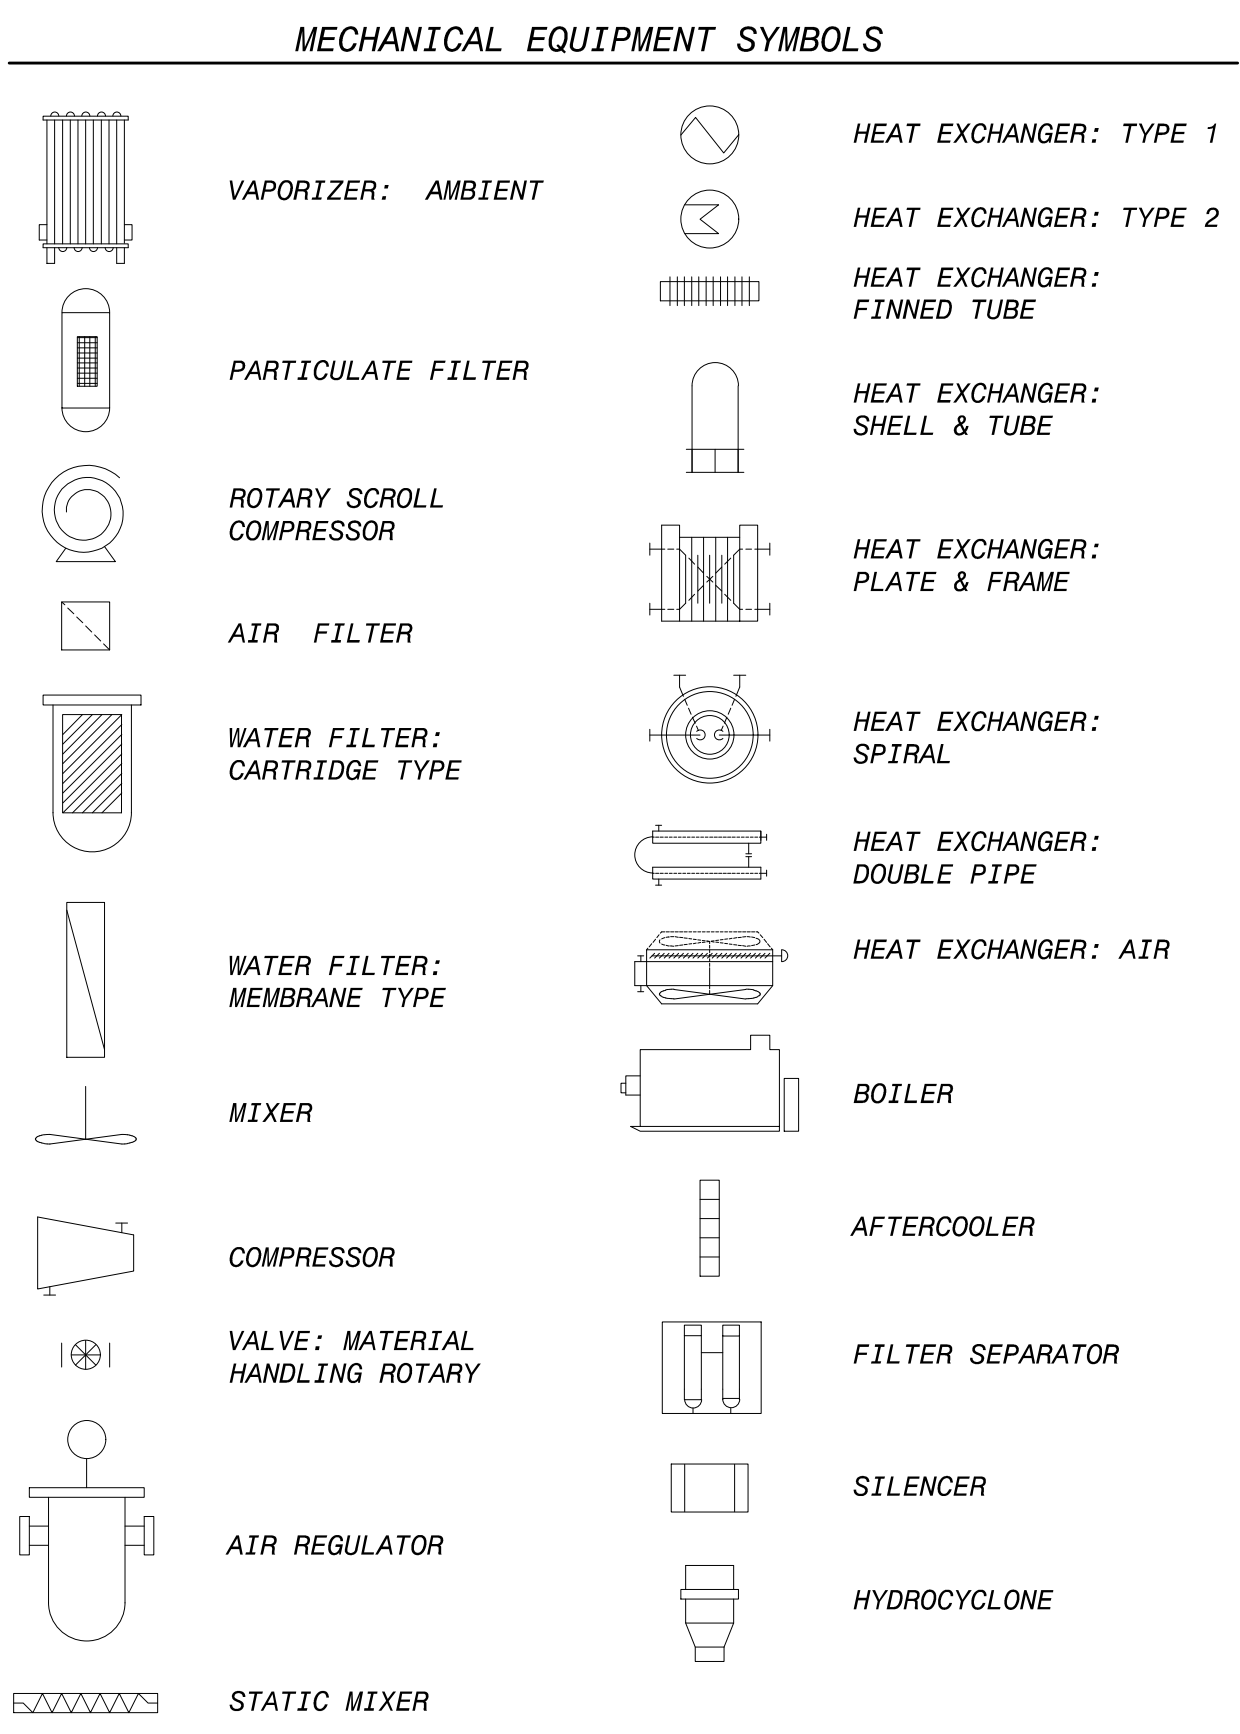 MECHANICAL EQUIPMENT SYMBOLS
VAPORIZER: AMBIENT
PARTICULATE FILTER
ROTARY SCROLL
COMPRESSOR
AIR FILTER
WATER FILTER:
CARTRIDGE TYPE
WATER FILTER:
MEMBRANE TYPE
MIXER
COMPRESSOR
VALVE: MATERIAL
HANDLING ROTARY
AIR REGULATOR
STATIC MIXER
HEAT EXCHANGER: TYPE 1
HEAT EXCHANGER: TYPE 2
HEAT EXCHANGER:
FINNED TUBE
HEAT EXCHANGER:
SHELL & TUBE
HEAT EXCHANGER:
PLATE & FRAME
HEAT EXCHANGER:
SPIRAL
HEAT EXCHANGER:
DOUBLE PIPE
HEAT EXCHANGER: AIR
BOILER
AFTERCOOLER
FILTER SEPARATOR
SILENCER
HYDROCYCLONE